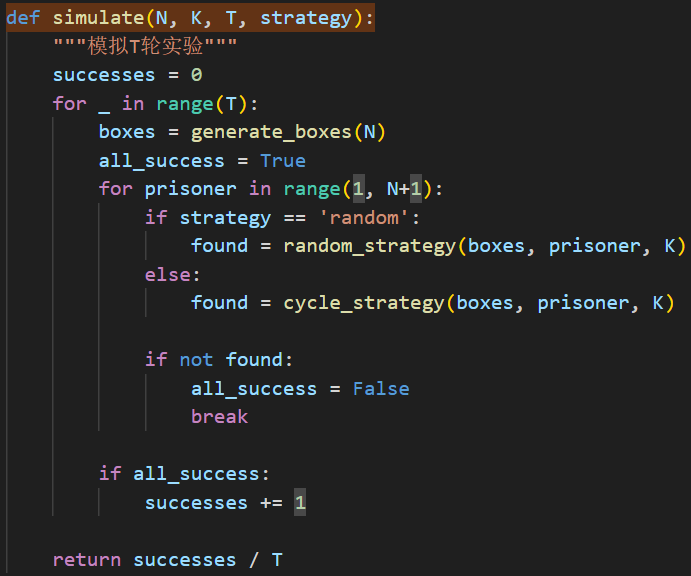 def simulate(N, K, T, strategy):
    """模拟T轮实验"""
    successes = 0
    for _ in range(T):
        boxes = generate_boxes(N)
        all_success = True
        for prisoner in range(1, N+1):
            if strategy == 'random':
                found = random_strategy(boxes, prisoner, K)
            else:
                found = cycle_strategy(boxes, prisoner, K)
            if not found:
                all_success = False
                break
        if all_success:
            successes += 1
    return successes / T